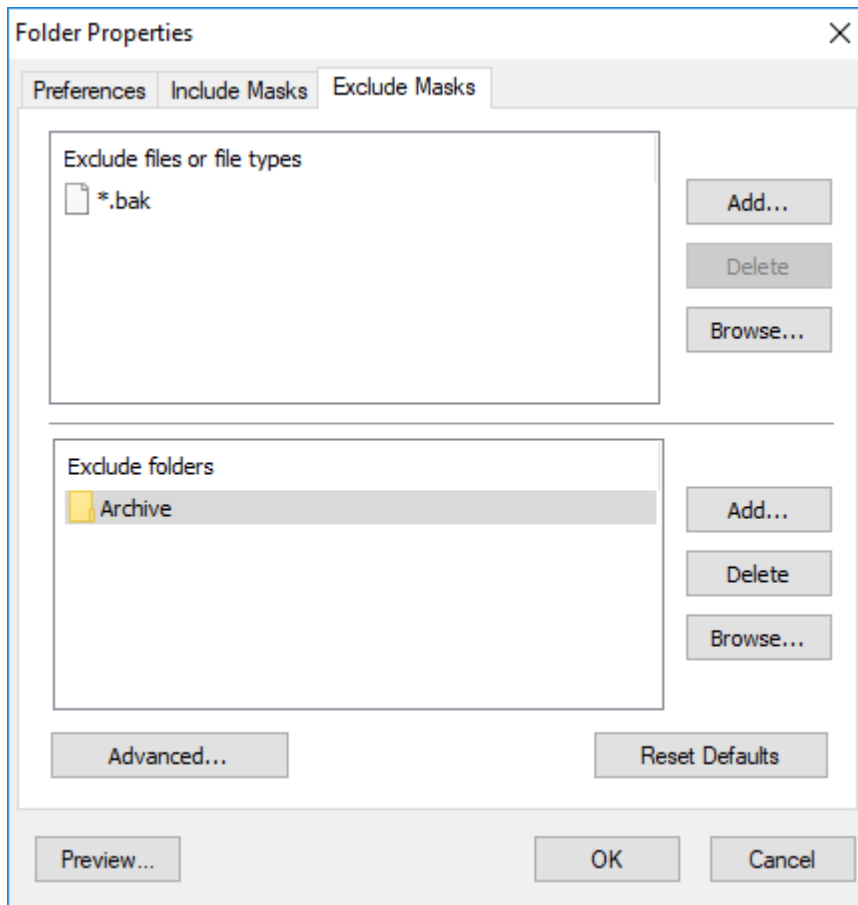 Folder Properties
Preferences Include Masks Exclude Masks
Exclude files or file types
*.bak
Add...
Delete
Browse...
Exclude folders
Archive
Add...
Delete
Browse...
Advanced... Reset Defaults
Preview... OK Cancel